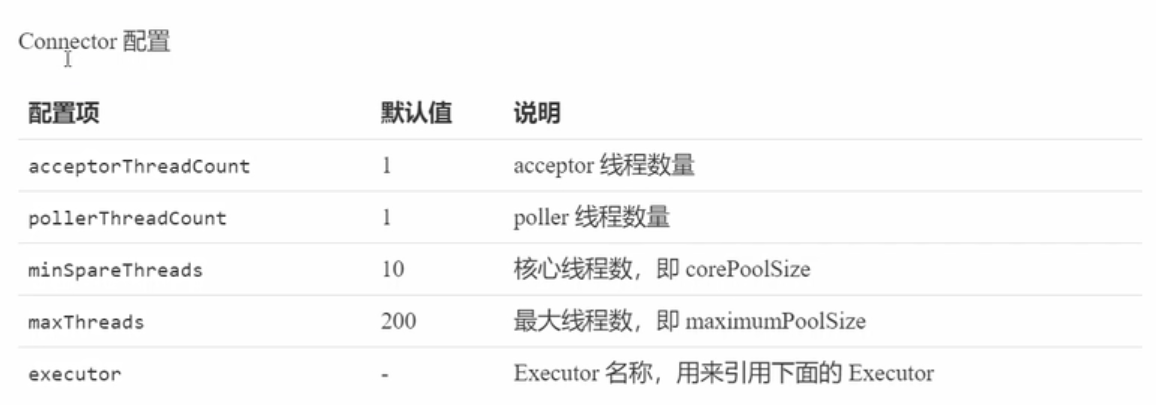 Connector 配置
配置项 默认值 说明
acceptorThreadCount 1 acceptor 线程数量
pollerThreadCount 1 poller 线程数量
minSpareThreads 10 核心线程数，即 corePoolSize
maxThreads 200 最大线程数，即 maximumPoolSize
executor - Executor 名称，用来引用下面的 Executor